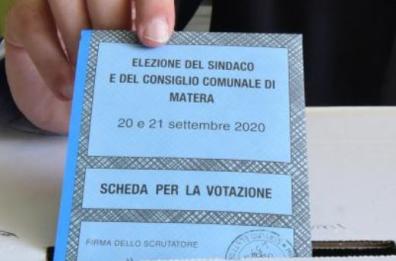 ELEZIONE DEL SINDACO
E DEL CONSIGLIO COMUNALE DI
MATERA
20 e 21 settembre 2020
SCHEDA PER LA VOTAZIONE
FIRMA DELLO SCRUTATORE